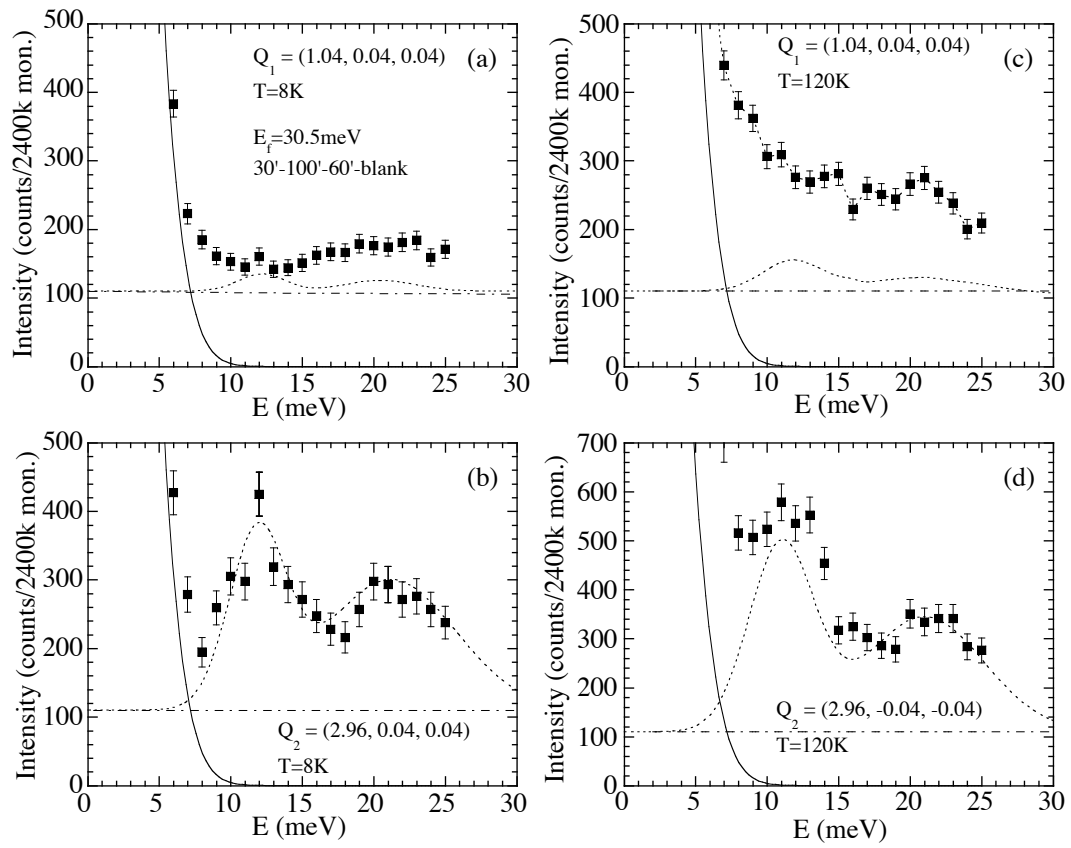 500
400
300
200
100
0
Intensity (counts/2400k mon.)
Q1 = (1.04, 0.04, 0.04)
(a)
T=8K
Ef=30.5meV
30'-100'-60'-blank
0 5 10 15 20 25 30
E (meV)
500
400
300
200
100
0
Intensity (counts/2400k mon.)
Q1 = (1.04, 0.04, 0.04)
(c)
T=120K
0 5 10 15 20 25 30
E (meV)
500
400
300
200
100
0
Intensity (counts/2400k mon.)
(b)
Q2 = (2.96, 0.04, 0.04)
T=8K
0 5 10 15 20 25 30
E (meV)
700
600
500
400
300
200
100
0
Intensity (counts/2400k mon.)
(d)
Q2 = (2.96, -0.04, -0.04)
T=120K
0 5 10 15 20 25 30
E (meV)